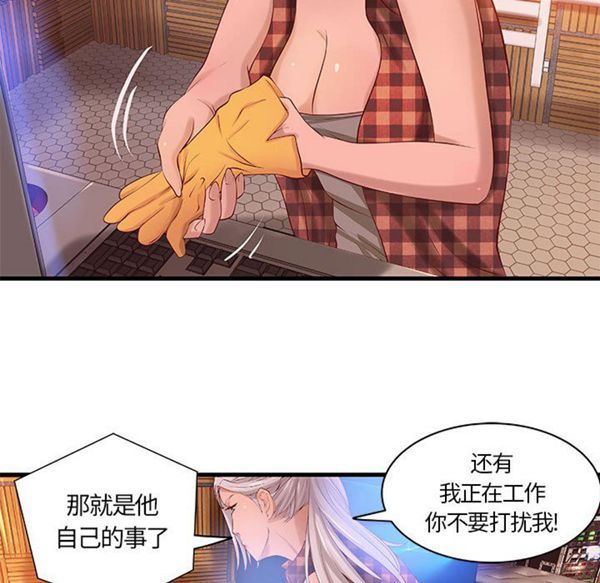 那就是他
自己的事了
还有
我正在工作
你不要打扰我!